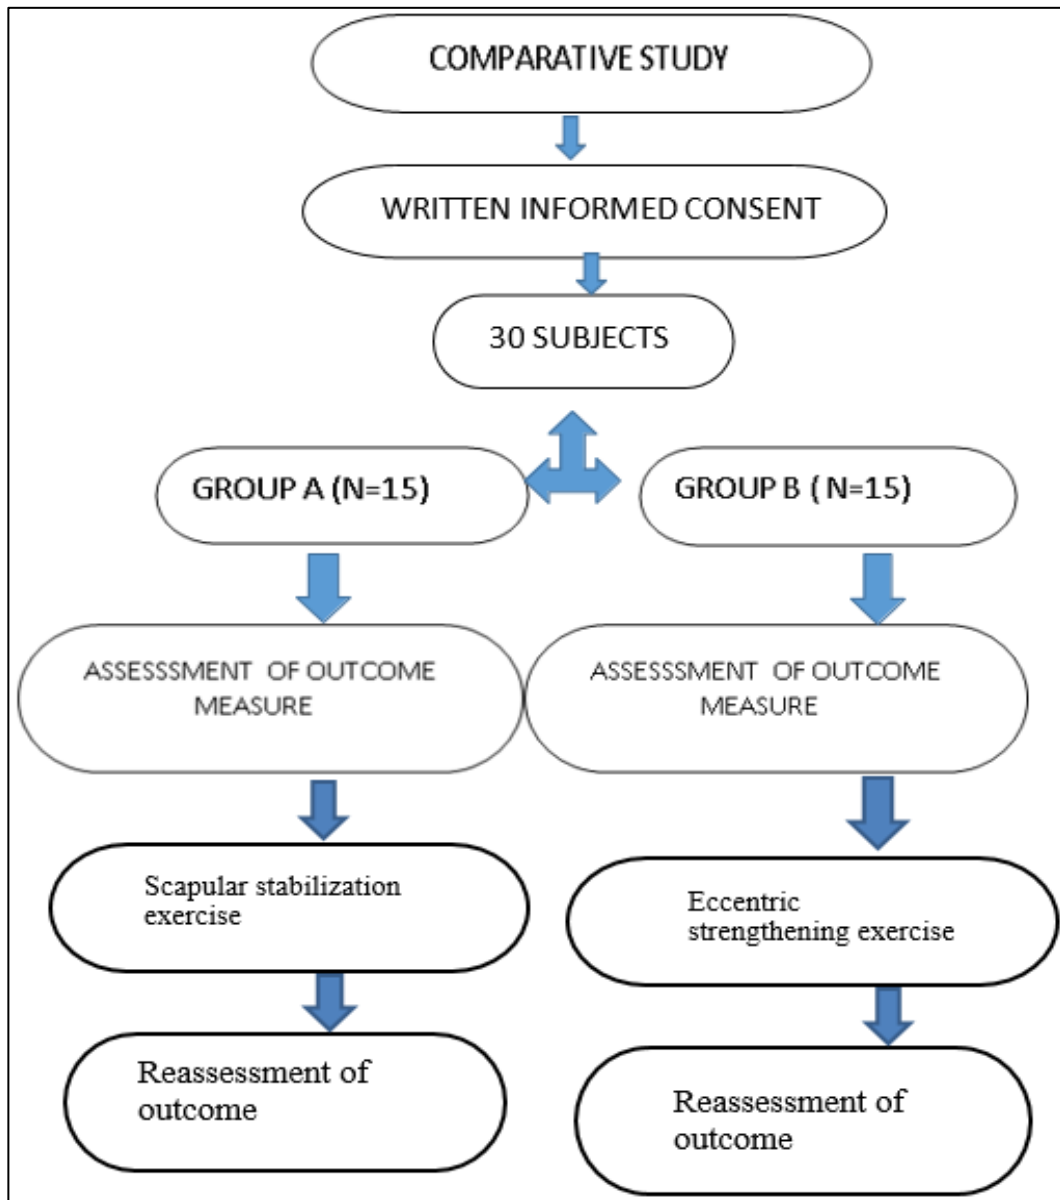 COMPARATIVE STUDY
WRITTEN INFORMED CONSENT
30 SUBJECTS
GROUP A (N=15)
GROUP B ( N=15)
ASSESSSMENT OF OUTCOME
MEASURE
ASSESSSMENT OF OUTCOME
MEASURE
Scapular stabilization
exercise
Eccentric
strengthening exercise
Reassessment of
outcome
Reassessment of
outcome